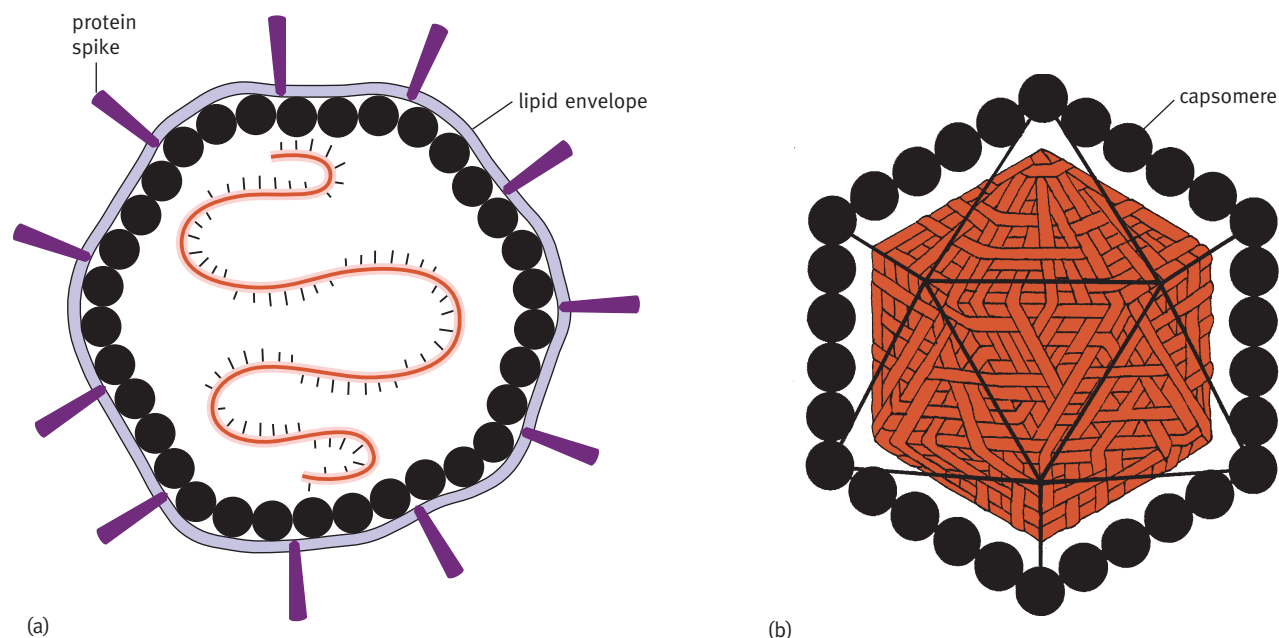 protein
spike
lipid envelope
capsomere
(a)
(b)